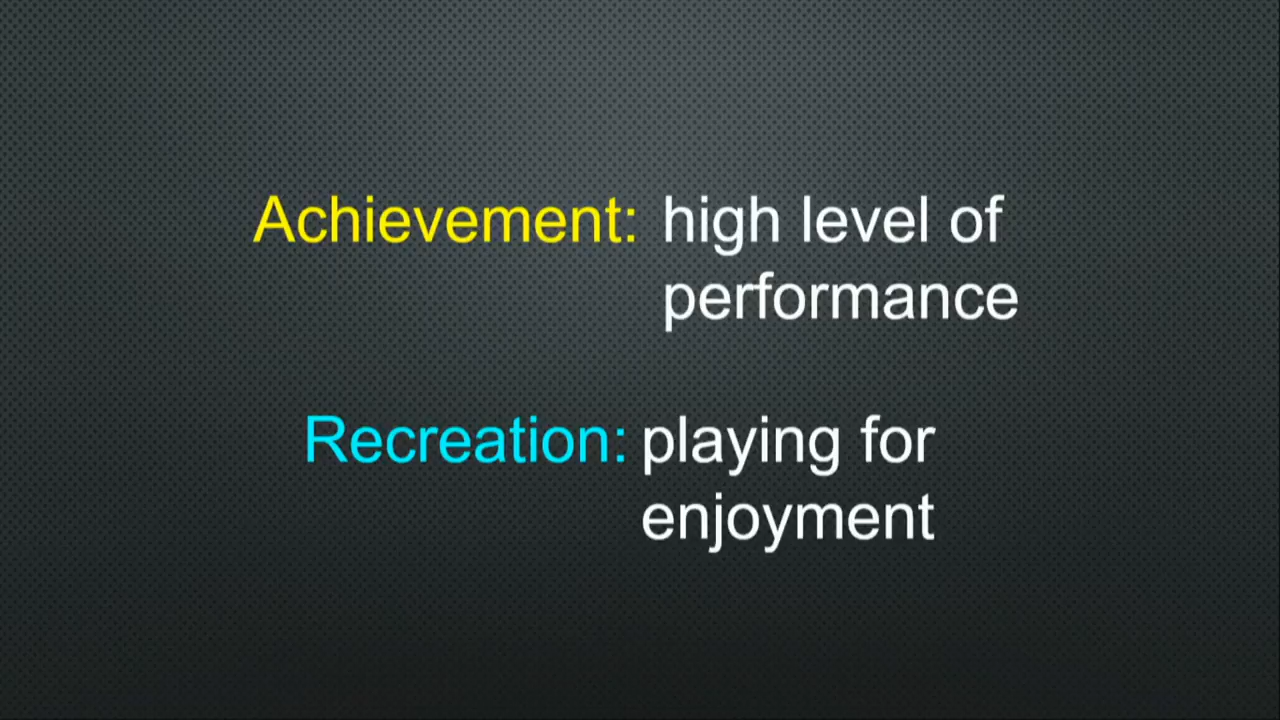 Achievement: high level of
performance
Recreation: playing for
enjoyment